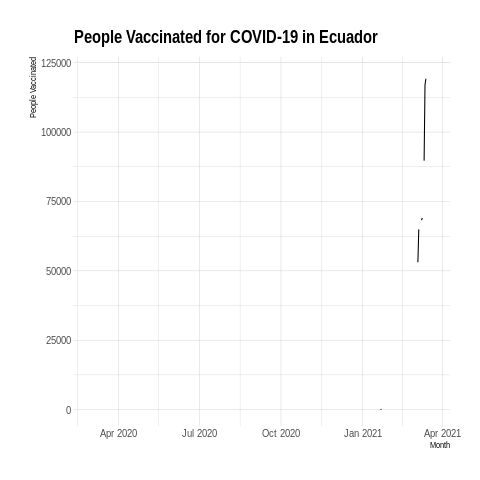 People Vaccinated for COVID-19 in Ecuador
People Vaccinated
125000
100000
75000
50000
25000
0
Apr 2020 Jul 2020 Oct 2020 Jan 2021 Apr 2021
Month